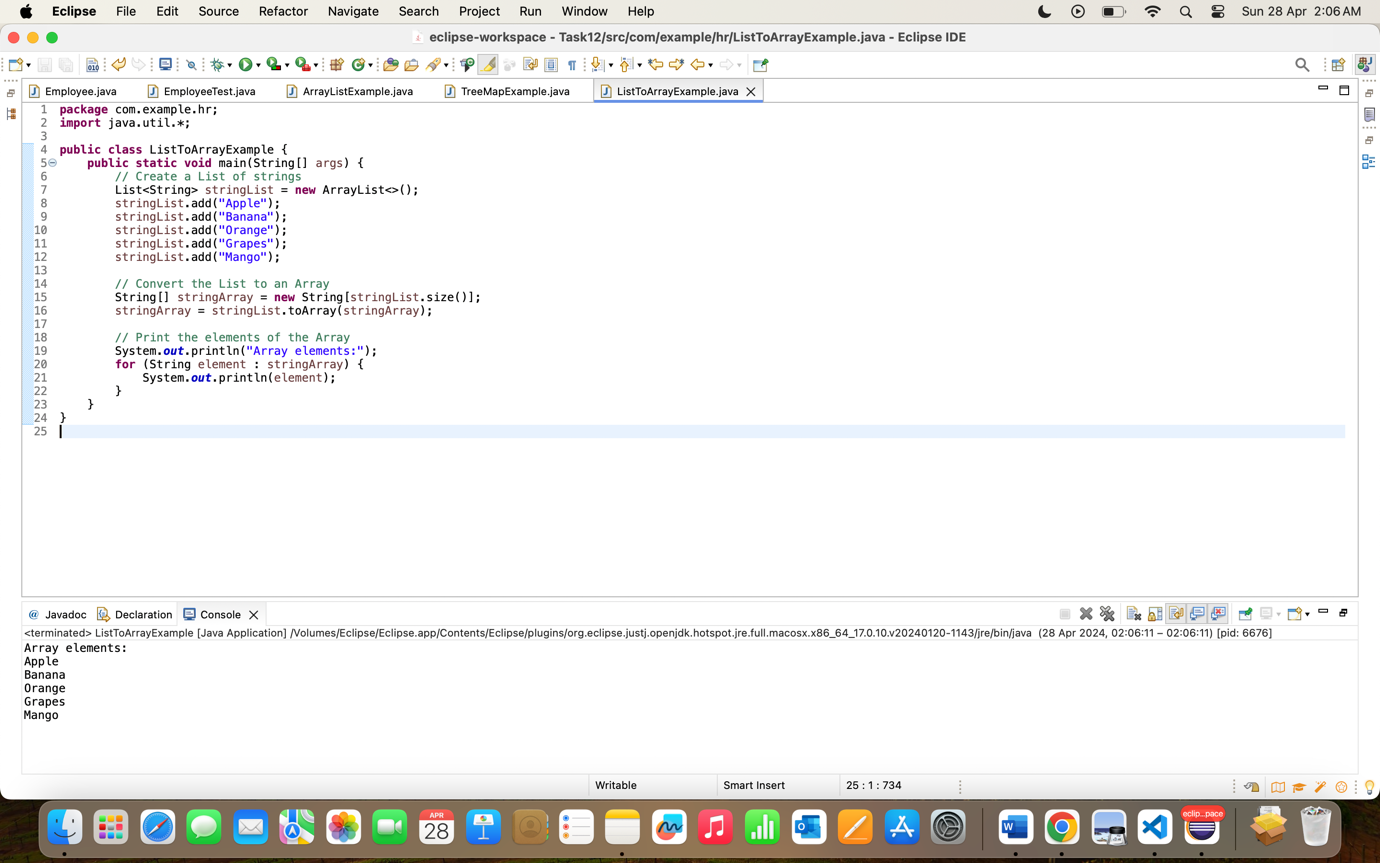 Eclipse File Edit Source Refactor Navigate Search Project Run Window Help Sun 28 Apr 2:06 AM
eclipse-workspace - Task12/src/com/example/hr/ListToArrayExample.java - Eclipse IDE
Employee.java EmployeeTest.java ArrayListExample.java TreeMapExample.java ListToArrayExample.java
1 package com.example.hr;
2 import java.util.*;
3
4 public class ListToArrayExample {
5 public static void main(String[] args) {
6 // Create a List of strings
7 List<String> stringList = new ArrayList<>();
8 stringList.add("Apple");
9 stringList.add("Banana");
10 stringList.add("Orange");
11 stringList.add("Grapes");
12 stringList.add("Mango");
13
14 // Convert the List to an Array
15 String[] stringArray = new String[stringList.size()];
16 stringArray = stringList.toArray(stringArray);
17
18 // Print the elements of the Array
19 System.out.println("Array elements:");
20 for (String element : stringArray) {
21 System.out.println(element);
22 }
23 }
24 }
25
@ Javadoc Declaration Console
<terminated> ListToArrayExample [Java Application] /Volumes/Eclipse/Eclipse.app/Contents/Eclipse/plugins/org.eclipse.justj.openjdk.hotspot.jre.full.macosx.x86_64_17.0.10.v20240120-1143/jre/bin/java (28 Apr 2024, 02:06:11 – 02:06:11) [pid: 6676]
Array elements:
Apple
Banana
Orange
Grapes
Mango
Writable Smart Insert 25 : 1 : 734
APR
28
eclip...pace